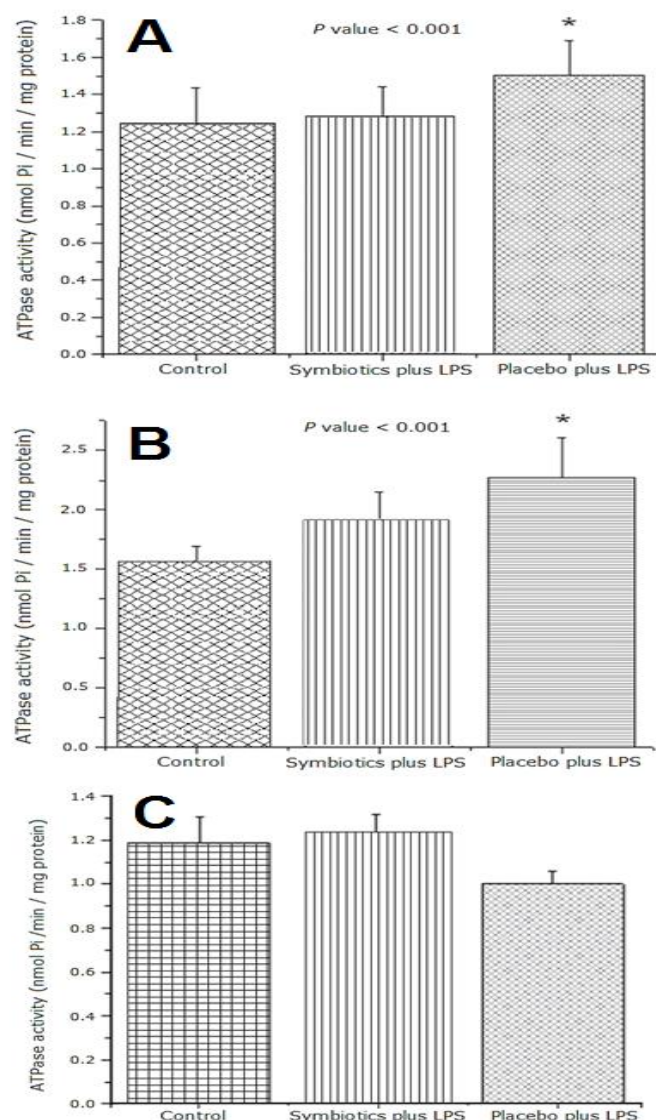 A
P value < 0.001
*
ATPase activity (nmol Pi / min / mg protein)
1.8
1.6
1.4
1.2
1.0
0.8
0.6
0.4
0.2
0.0
Control Symbiotics plus LPS Placebo plus LPS
B
P value < 0.001
*
ATPase activity (nmol Pi / min / mg protein)
2.5
2.0
1.5
1.0
0.5
0.0
Control Symbiotics plus LPS Placebo plus LPS
C
ATPase activity (nmol Pi /min / mg protein)
1.4
1.2
1.0
0.8
0.6
0.4
0.2
0.0
Control Symbiotics plus LPS Placebo plus LPS